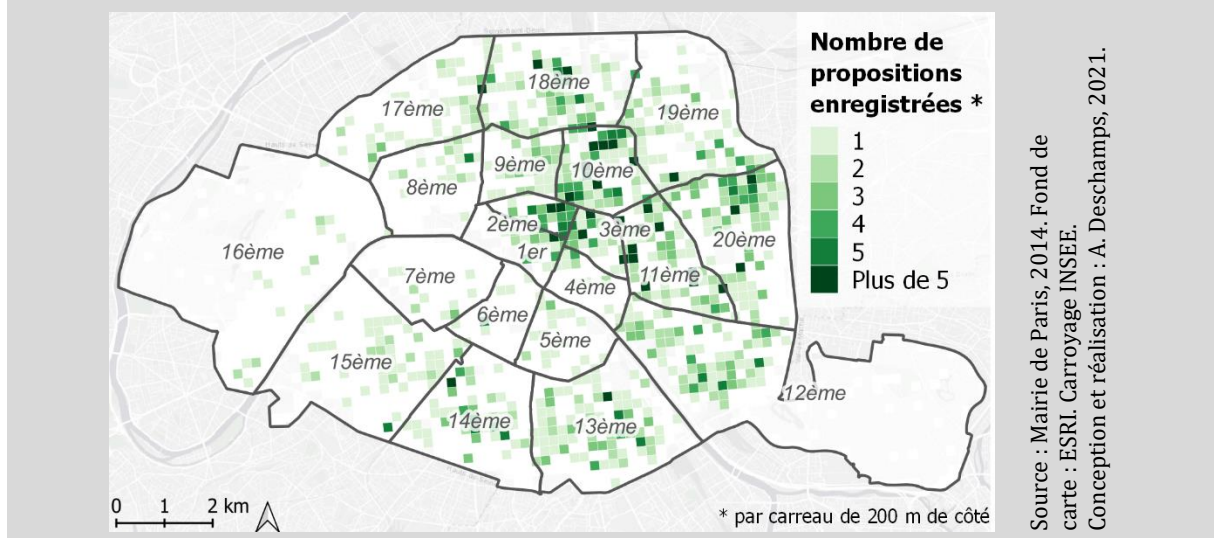 Nombre de
propositions
enregistrées *
1
2
3
4
5
Plus de 5
18ème
17ème
19ème
9ème
10ème
8ème
2ème
3ème
20ème
1er
16ème
7ème
11ème
4ème
6ème
5ème
15ème
12ème
14ème
13ème
0 1 2 km
* par carreau de 200 m de côté
Source : Mairie de Paris, 2014. Fond de
carte : ESRI. Carroyage INSEE.
Conception et réalisation : A. Deschamps, 2021.